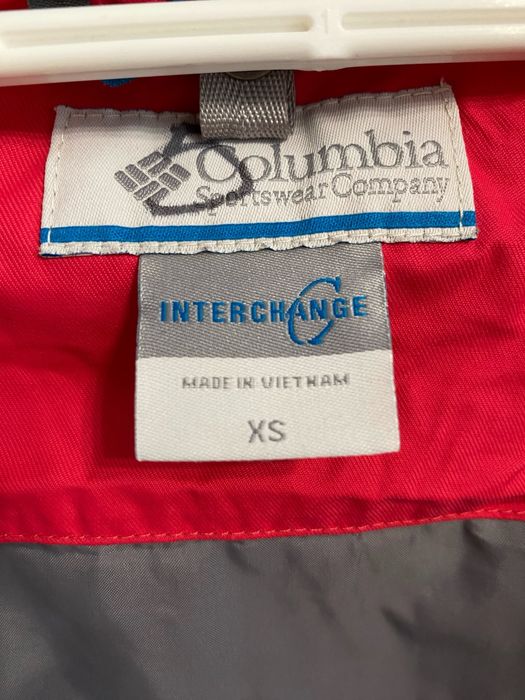 Columbia
Sportswear Company
INTERCHANGE
MADE IN VIETNAM
XS